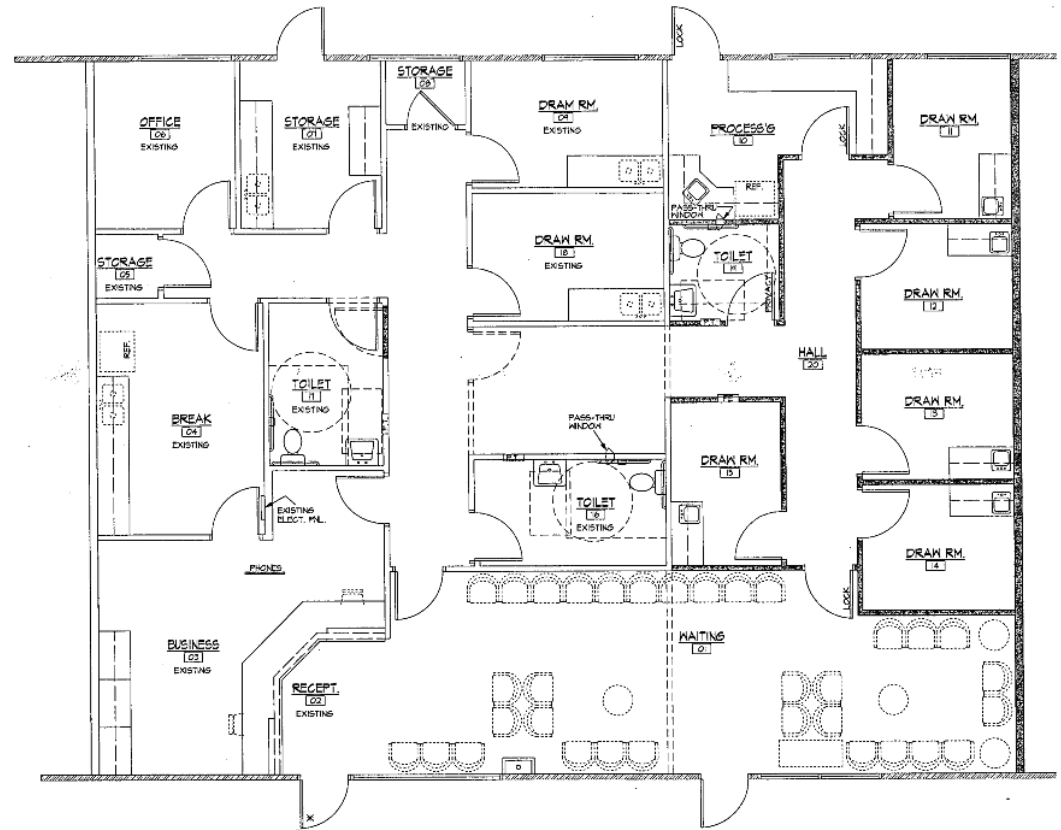 LOCK
STORAGE
08
EXISTING
OFFICE
06
EXISTING
STORAGE
07
EXISTING
DRAW RM.
09
EXISTING
PROCESS'G
10
LOCK
DRAW RM.
11
REF.
PASS-THRU
WINDOW
STORAGE
05
EXISTING
DRAW RM.
18
EXISTING
TOILET
19
PRIVACY
P.T.
DRAW RM.
12
REF.
HALL
20
TOILET
17
EXISTING
BREAK
04
EXISTING
PASS-THRU
WINDOW
DRAW RM.
13
DRAW RM.
15
P.T.
EXISTING
ELECT. PNL.
TOILET
16
EXISTING
DRAW RM.
14
PHONES
LOCK
BUSINESS
03
EXISTING
WAITING
01
RECEPT.
02
EXISTING